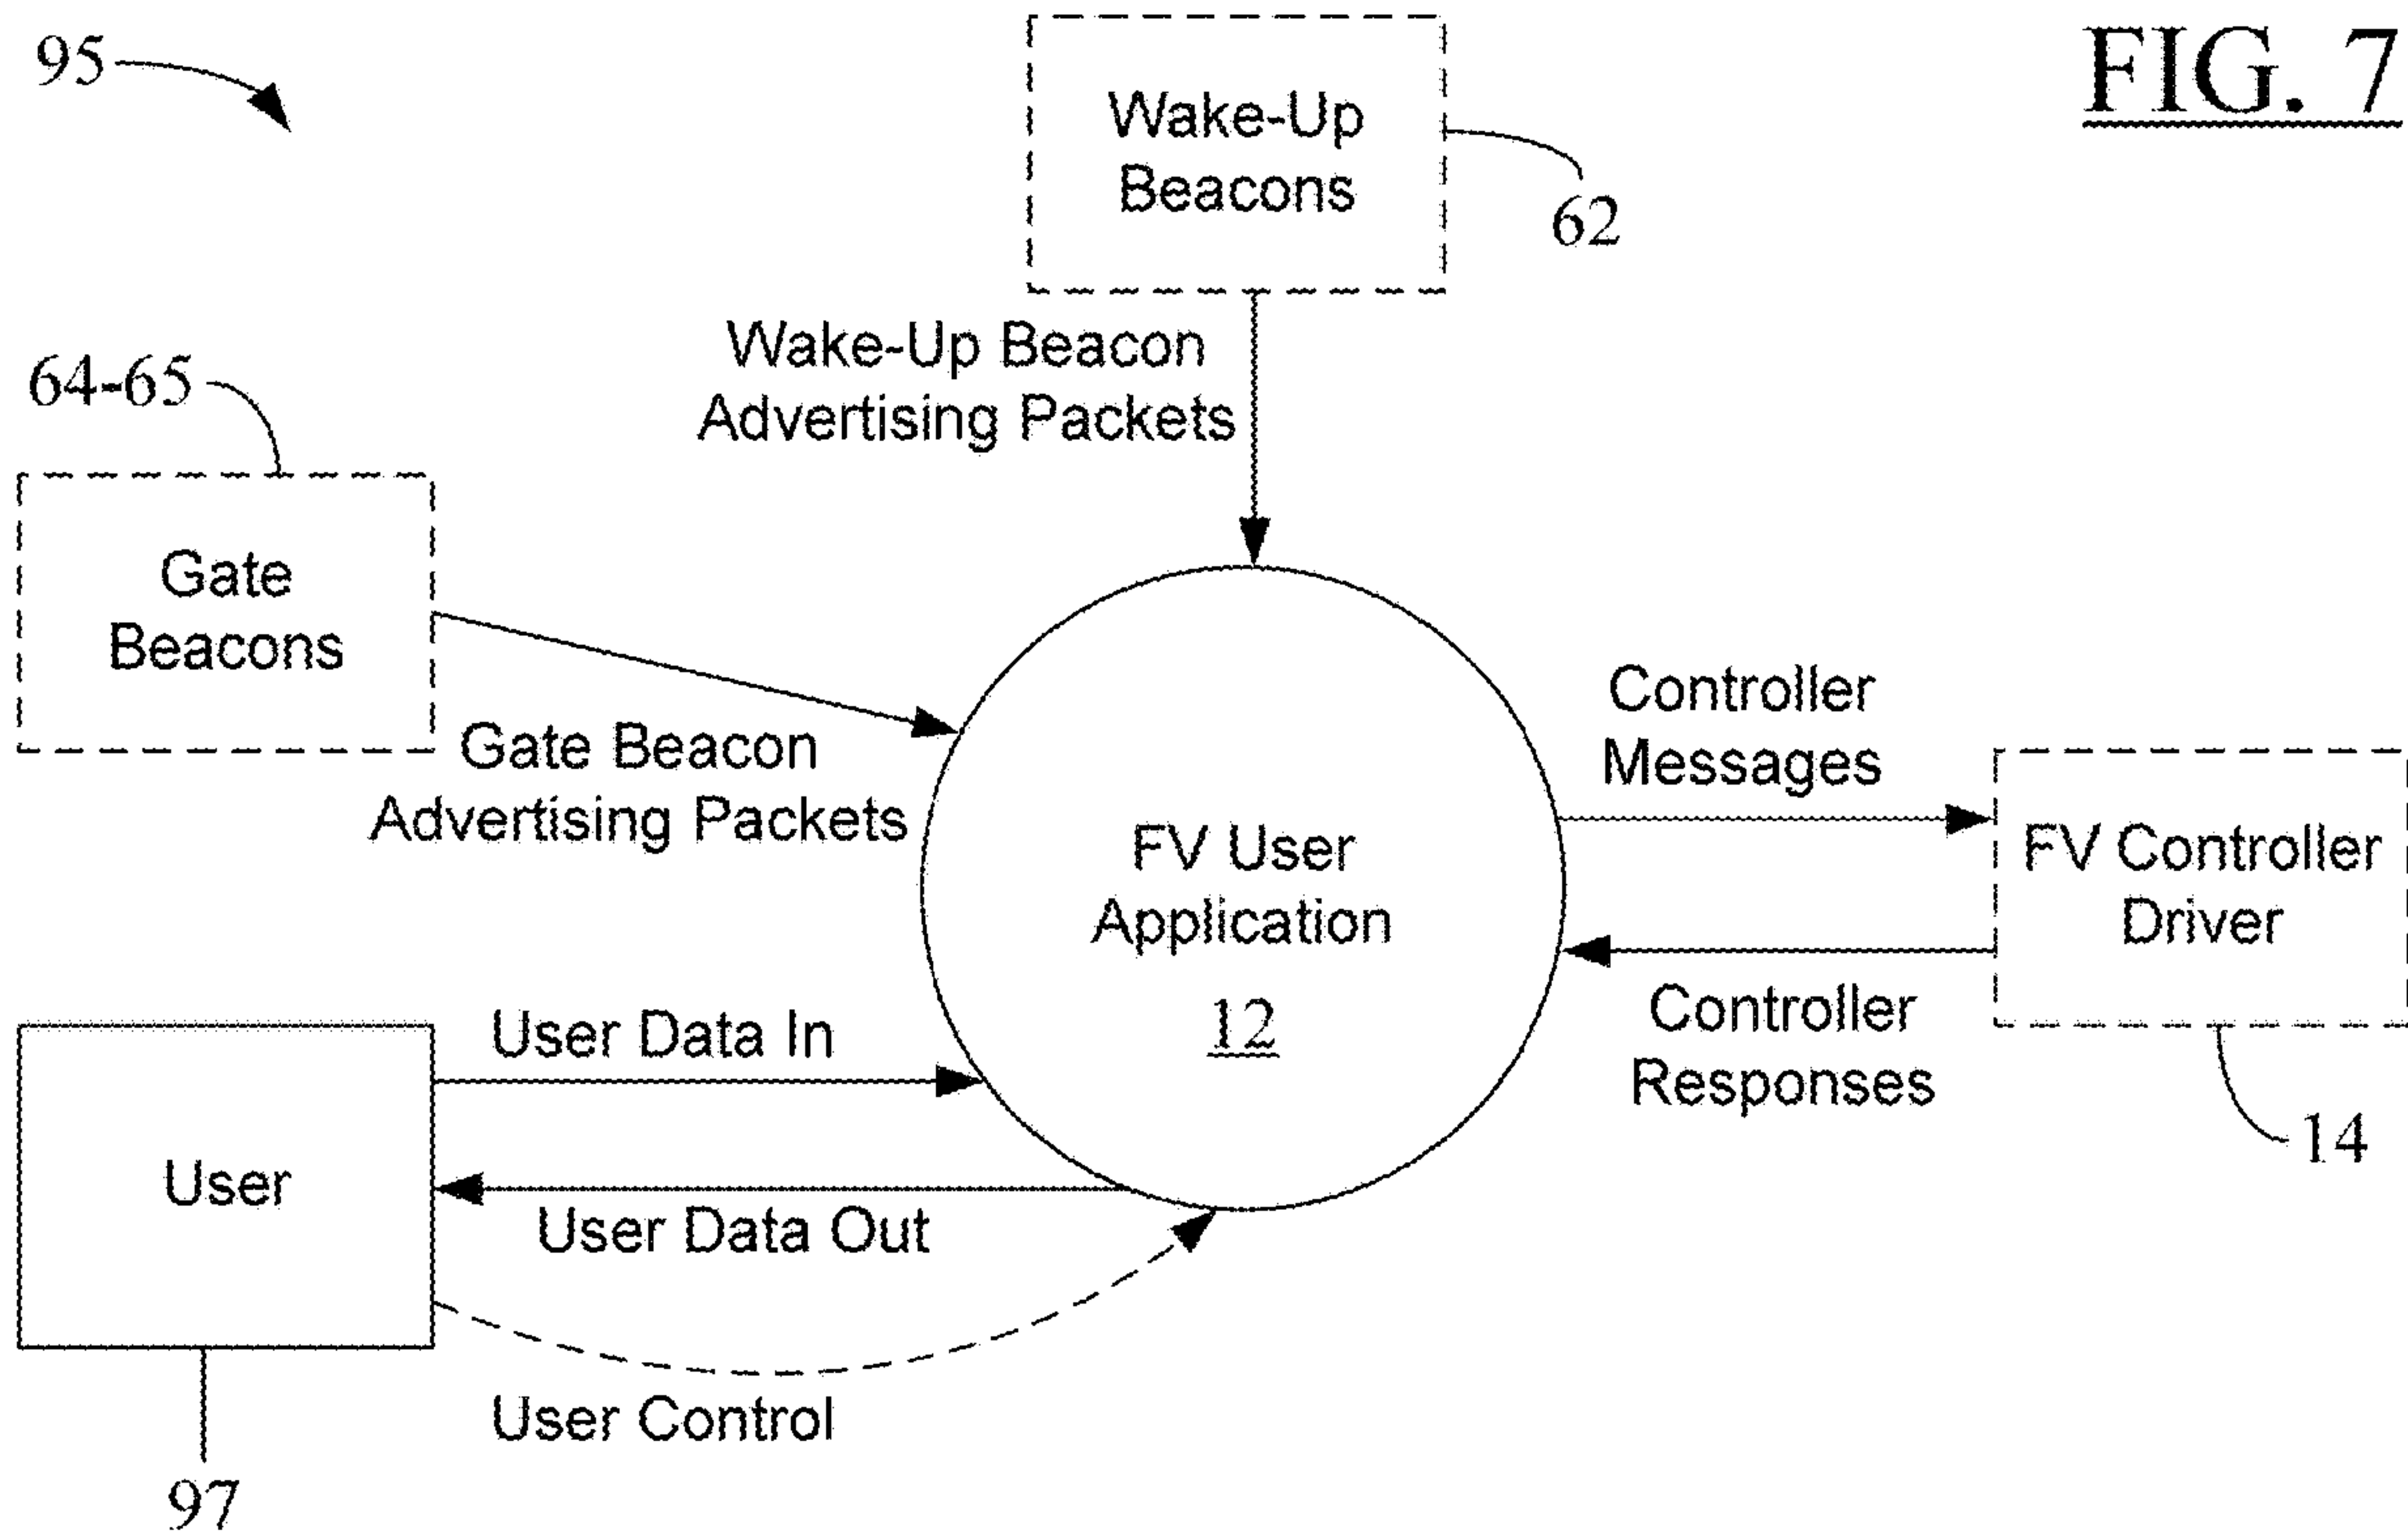 95
FIG. 7
Wake-Up
Beacons
62
Wake-Up Beacon
Advertising Packets
64-65
Gate
Beacons
Gate Beacon
Advertising Packets
Controller
Messages
FV User
Application
12
FV Controller
Driver
Controller
Responses
14
User Data In
User
User Data Out
User Control
97